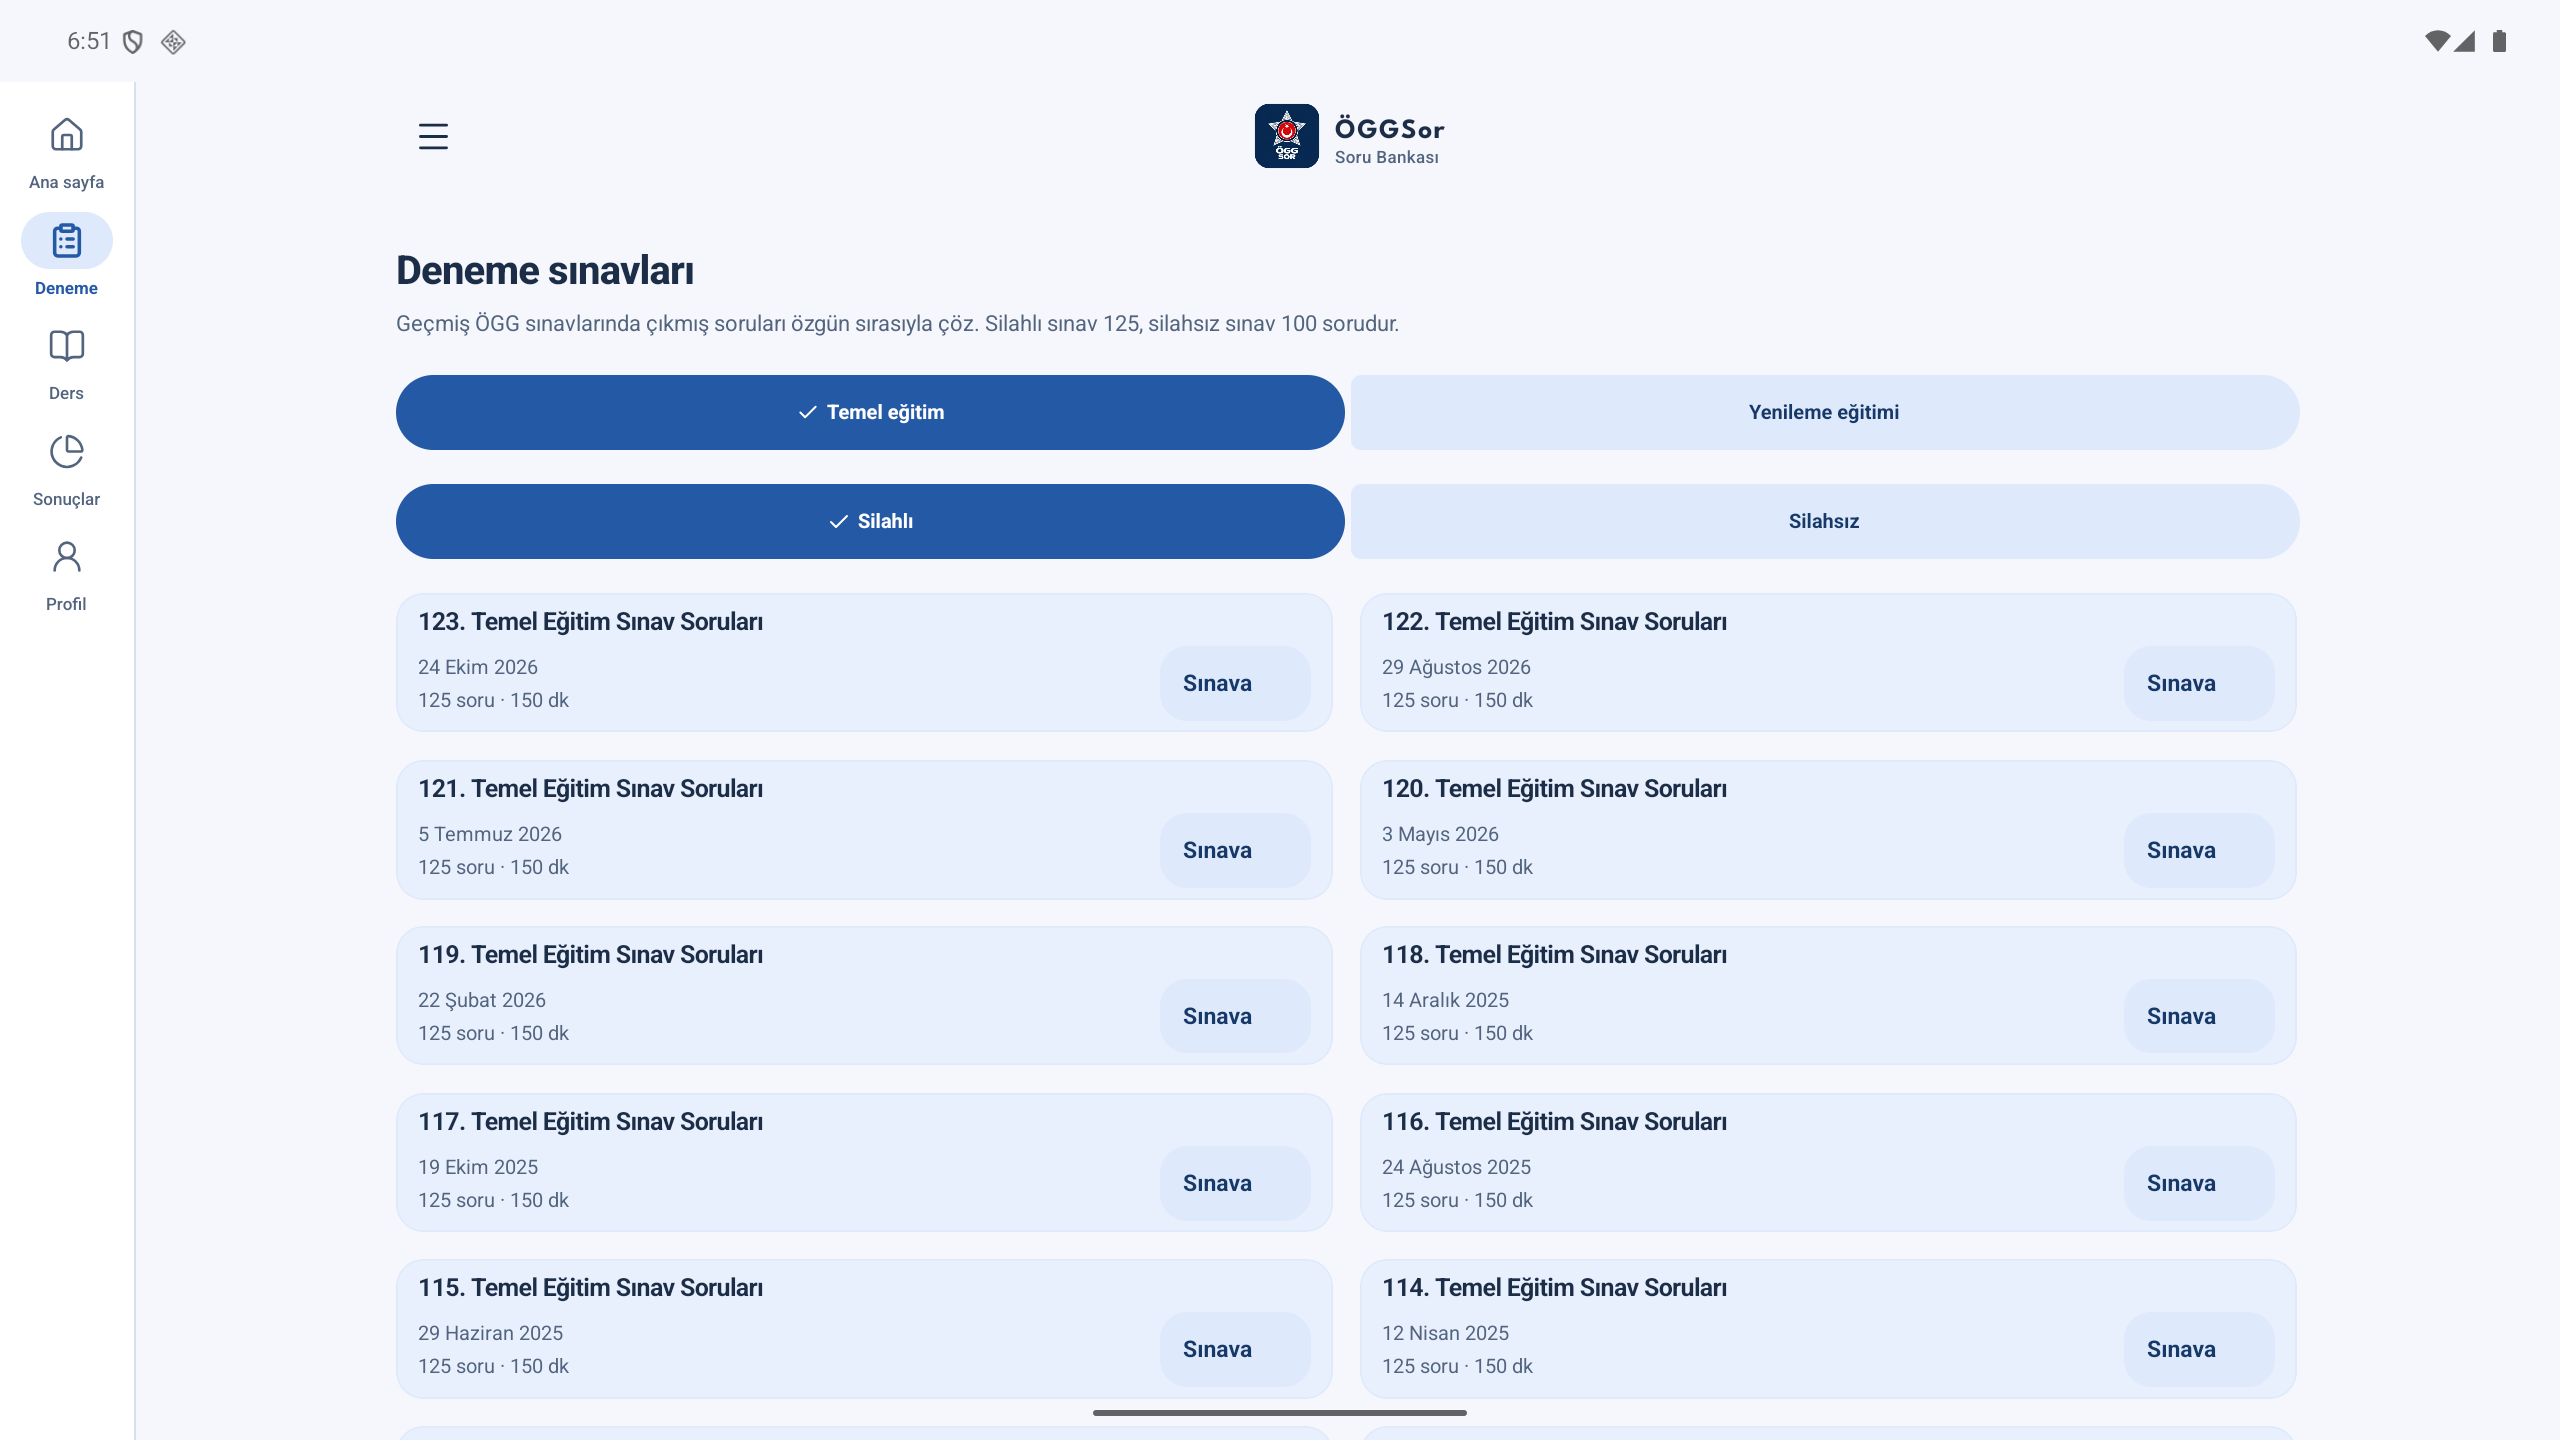 6:51
Ana sayfa
Deneme
Ders
Sonuçlar
Profil
ÖGG
SOR
ÖGGSor
Soru Bankası
Deneme sınavları
Geçmiş ÖGG sınavlarında çıkmış soruları özgün sırasıyla çöz. Silahlı sınav 125, silahsız sınav 100 sorudur.
Temel eğitim
Yenileme eğitimi
Silahlı
Silahsız
123. Temel Eğitim Sınav Soruları
24 Ekim 2026
125 soru · 150 dk
Sınava
122. Temel Eğitim Sınav Soruları
29 Ağustos 2026
125 soru · 150 dk
Sınava
121. Temel Eğitim Sınav Soruları
5 Temmuz 2026
125 soru · 150 dk
Sınava
120. Temel Eğitim Sınav Soruları
3 Mayıs 2026
125 soru · 150 dk
Sınava
119. Temel Eğitim Sınav Soruları
22 Şubat 2026
125 soru · 150 dk
Sınava
118. Temel Eğitim Sınav Soruları
14 Aralık 2025
125 soru · 150 dk
Sınava
117. Temel Eğitim Sınav Soruları
19 Ekim 2025
125 soru · 150 dk
Sınava
116. Temel Eğitim Sınav Soruları
24 Ağustos 2025
125 soru · 150 dk
Sınava
115. Temel Eğitim Sınav Soruları
29 Haziran 2025
125 soru · 150 dk
Sınava
114. Temel Eğitim Sınav Soruları
12 Nisan 2025
125 soru · 150 dk
Sınava